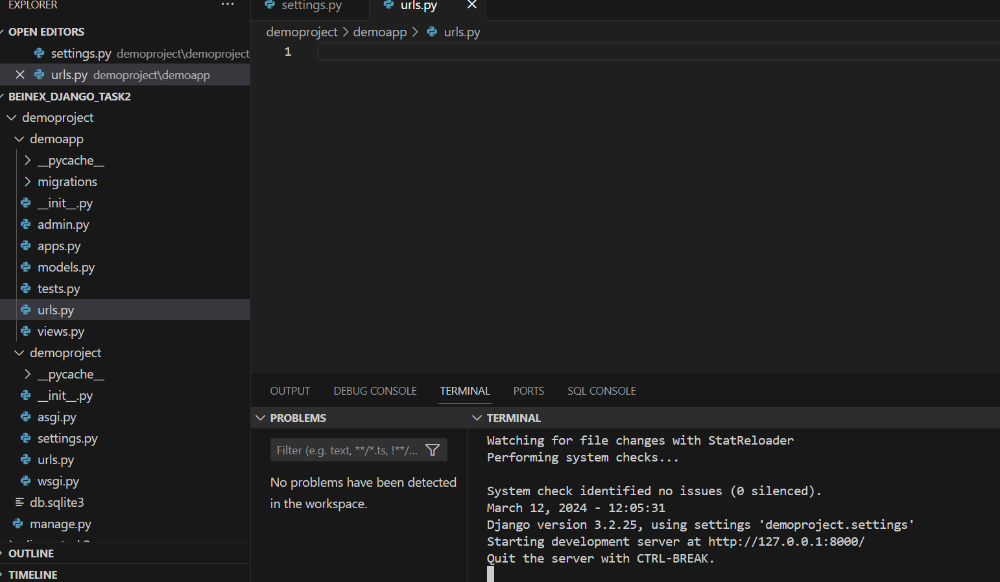 EXPLORER
OPEN EDITORS
settings.py demoproject\demoproject
urls.py demoproject\demoapp
BEINEX_DJANGO_TASK2
demoproject
demoapp
__pycache__
migrations
__init__.py
admin.py
apps.py
models.py
tests.py
urls.py
views.py
demoproject
__pycache__
__init__.py
asgi.py
settings.py
urls.py
wsgi.py
db.sqlite3
manage.py
OUTLINE
TIMELINE
settings.py
urls.py
demoproject > demoapp > urls.py
1
OUTPUT DEBUG CONSOLE TERMINAL PORTS SQL CONSOLE
PROBLEMS
Filter (e.g. text, **/*.ts, !**/...
No problems have been detected
in the workspace.
TERMINAL
Watching for file changes with StatReloader
Performing system checks...
System check identified no issues (0 silenced).
March 12, 2024 - 12:05:31
Django version 3.2.25, using settings 'demoproject.settings'
Starting development server at http://127.0.0.1:8000/
Quit the server with CTRL-BREAK.